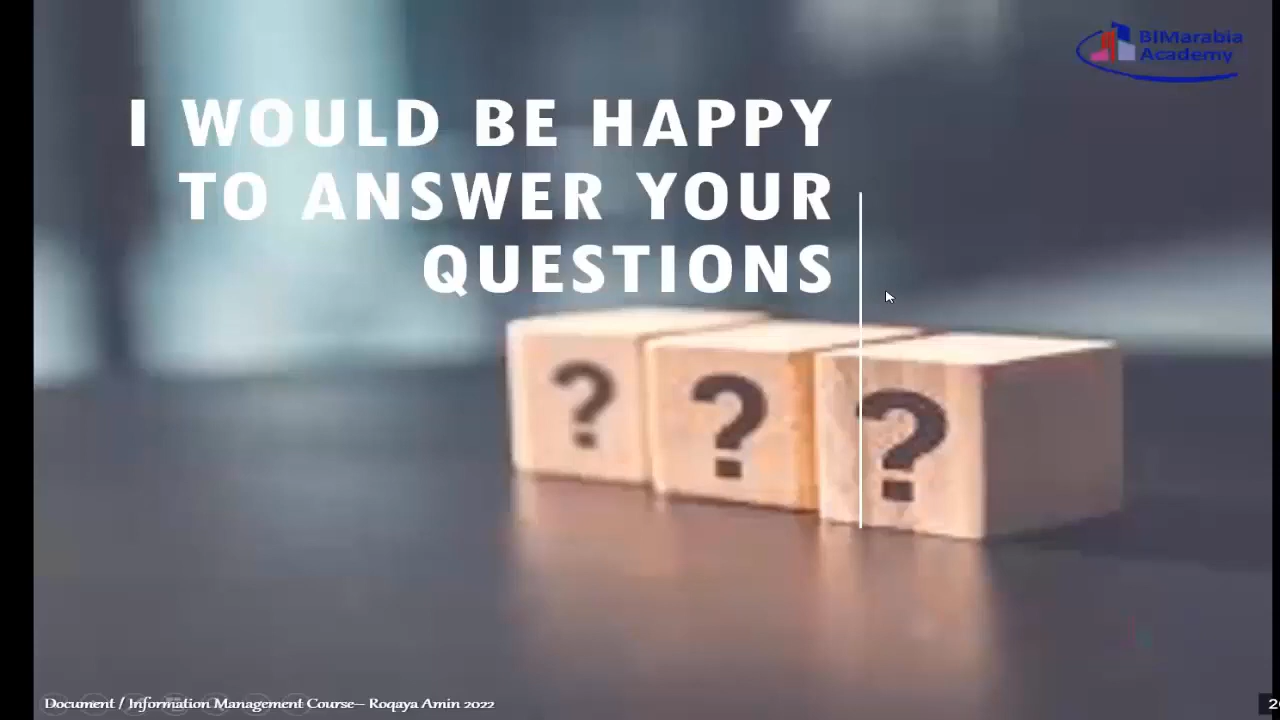 BIMarabia
Academy
I WOULD BE HAPPY
TO ANSWER YOUR
QUESTIONS
? ? ?
Document / Information Management Course– Roqaya Amin 2022